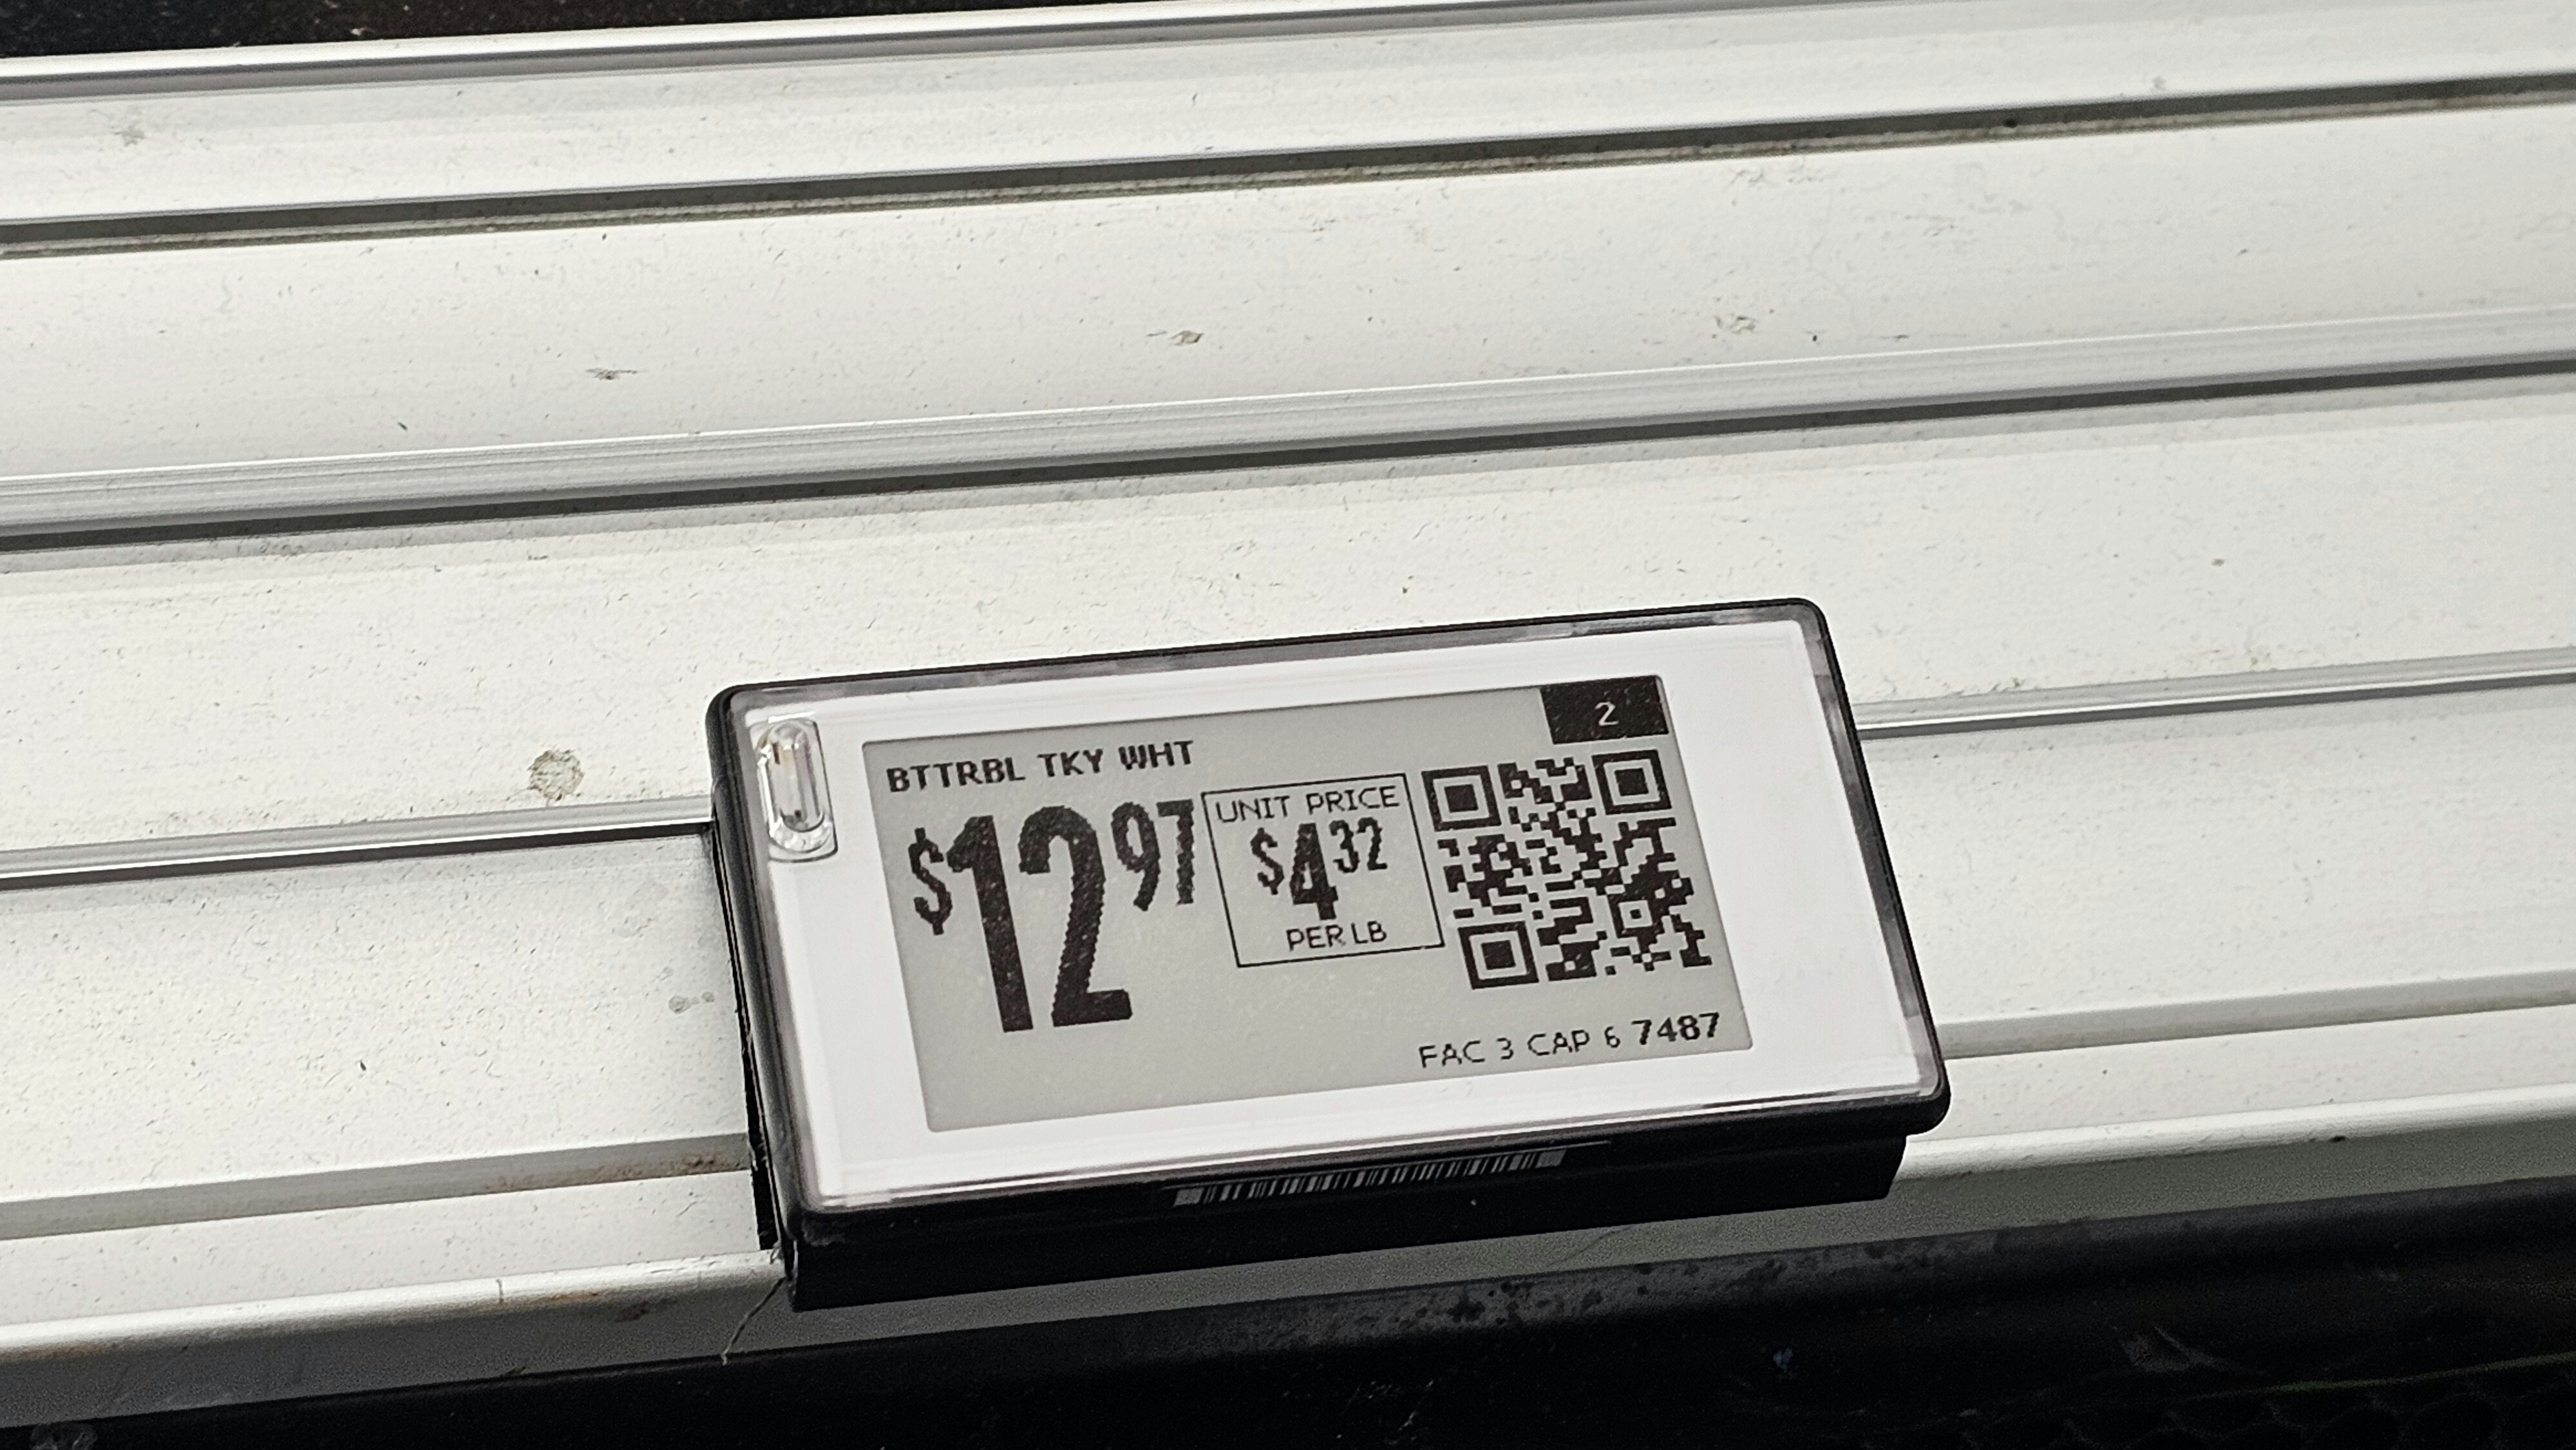 2
BTTRBL TKY WHT
$12 97
UNIT PRICE
$4 32
PER LB
FAC 3 CAP 6 7487